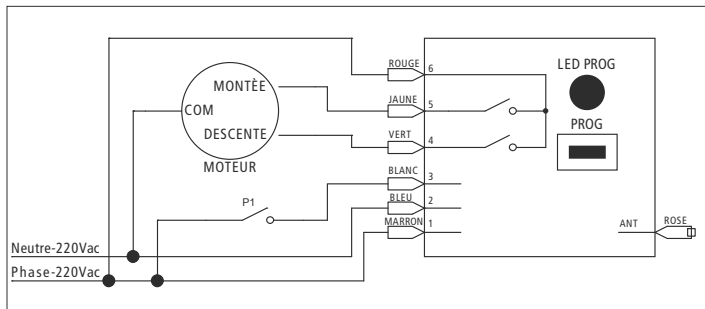 ROUGE
6
LED PROG
MONTÈE
JAUNE
5
COM
PROG
DESCENTE
VERT
4
MOTEUR
BLANC
3
P1
BLEU
2
MARRON
1
ANT
ROSE
Neutre-220Vac
Phase-220Vac